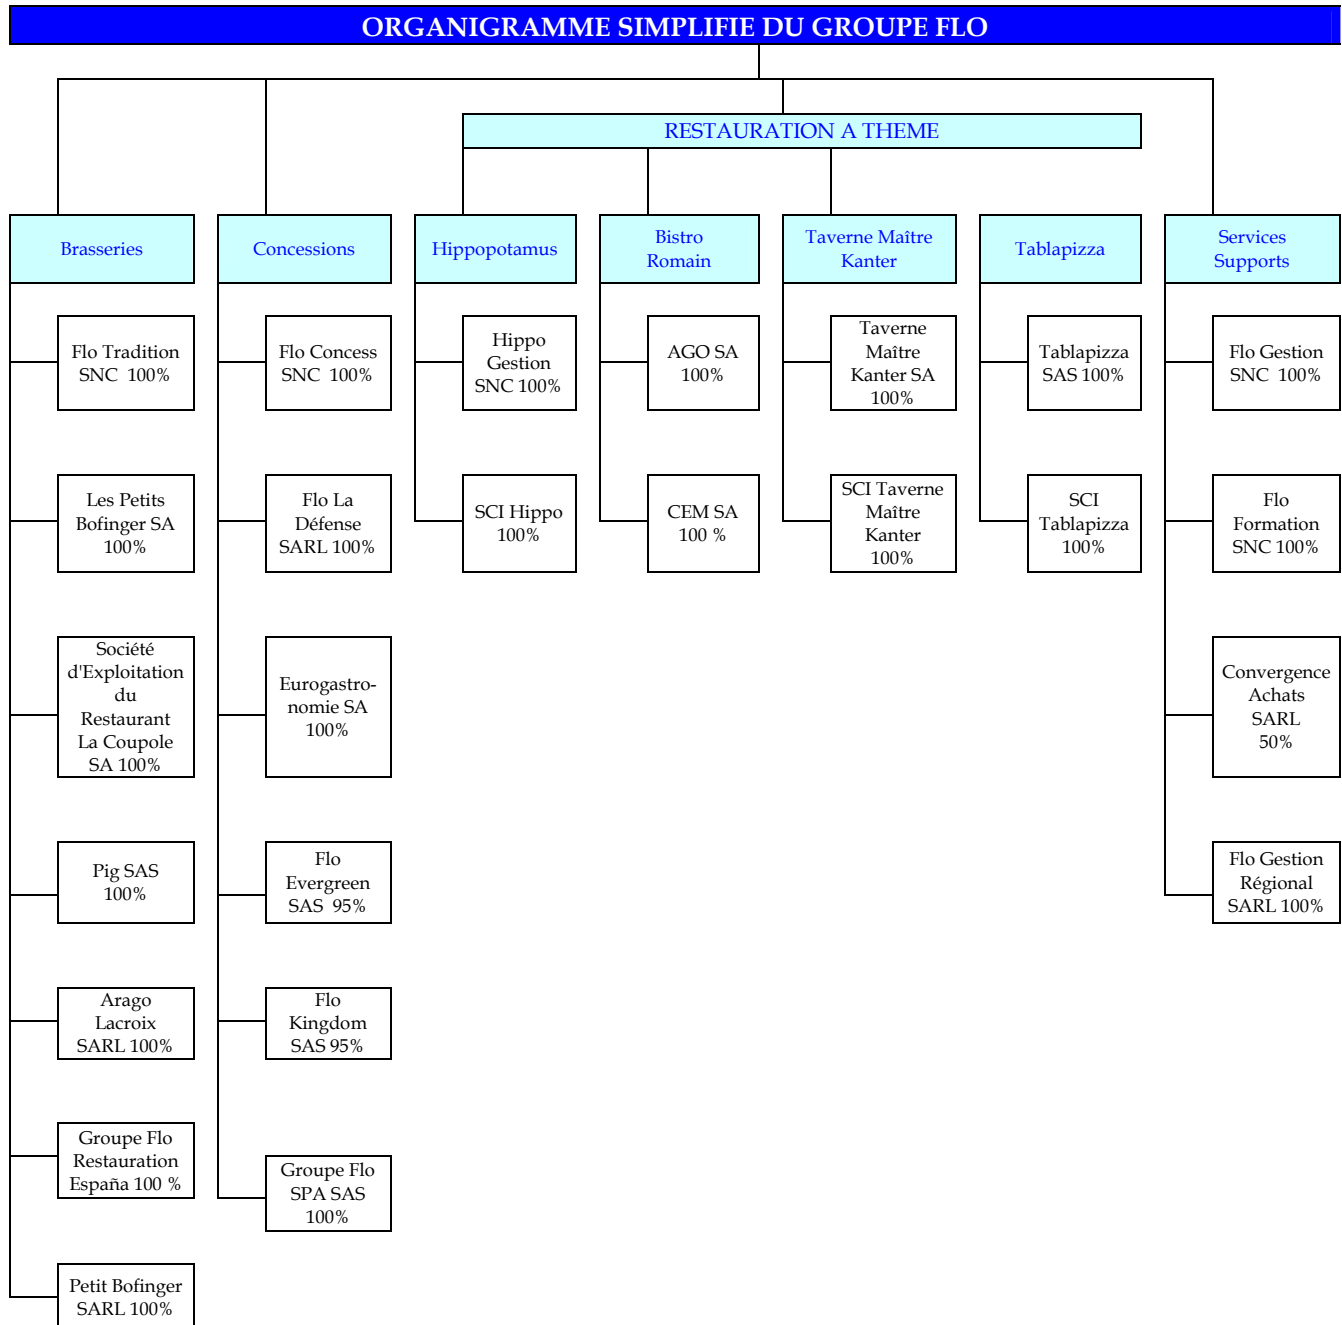 ORGANIGRAMME SIMPLIFIE DU GROUPE FLO
RESTAURATION A THEME
Brasseries
Concessions
Hippopotamus
Bistro
Romain
Taverne Maître
Kanter
Tablapizza
Services
Supports
Flo Tradition
SNC 100%
Flo Concess
SNC 100%
Hippo
Gestion
SNC 100%
AGO SA
100%
Taverne
Maître
Kanter SA
100%
Tablapizza
SAS 100%
Flo Gestion
SNC 100%
Les Petits
Bofinger SA
100%
Flo La
Défense
SARL 100%
SCI Hippo
100%
CEM SA
100 %
SCI Taverne
Maître
Kanter
100%
SCI
Tablapizza
100%
Flo
Formation
SNC 100%
Société
d'Exploitation
du
Restaurant
La Coupole
SA 100%
Eurogastro-
nomie SA
100%
Convergence
Achats
SARL
50%
Pig SAS
100%
Flo
Evergreen
SAS 95%
Flo Gestion
Régional
SARL 100%
Arago
Lacroix
SARL 100%
Flo
Kingdom
SAS 95%
Groupe Flo
Restauration
España 100 %
Groupe Flo
SPA SAS
100%
Petit Bofinger
SARL 100%